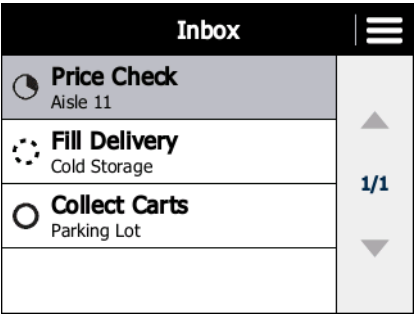 Inbox
Price Check
Aisle 11
Fill Delivery
Cold Storage
1/1
Collect Carts
Parking Lot